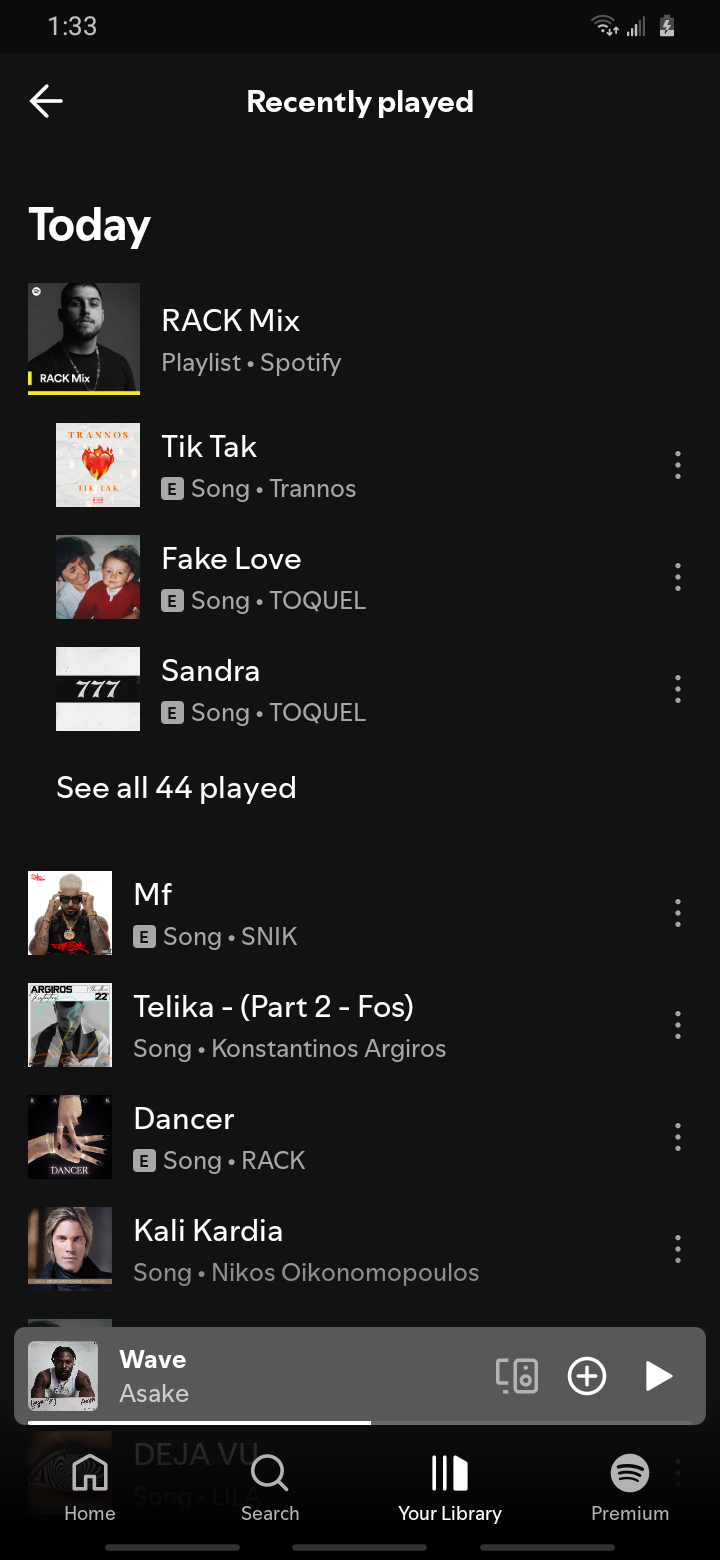 1:33
Recently played
Today
RACK Mix
RACK Mix
Playlist • Spotify
TRANNOS
TIK TAK
Tik Tak
E Song • Trannos
Fake Love
E Song • TOQUEL
777
Sandra
E Song • TOQUEL
See all 44 played
Mf
E Song • SNIK
ARGIROS
22
Telika - (Part 2 - Fos)
Song • Konstantinos Argiros
R A C K
DANCER
Dancer
E Song • RACK
Kali Kardia
Song • Nikos Oikonomopoulos
Wave
Asake
DEJA VU
Song • LILA
Home
Search
Your Library
Premium